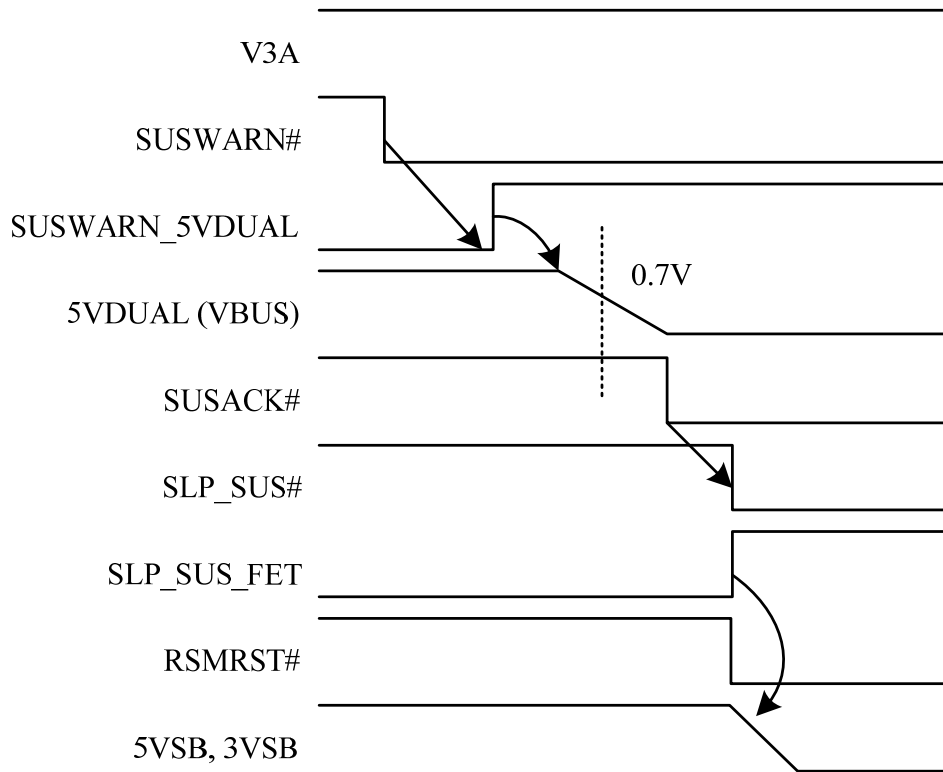 V3A
SUSWARN#
SUSWARN_5VDUAL
0.7V
5VDUAL (VBUS)
SUSACK#
SLP_SUS#
SLP_SUS_FET
RSMRST#
5VSB, 3VSB